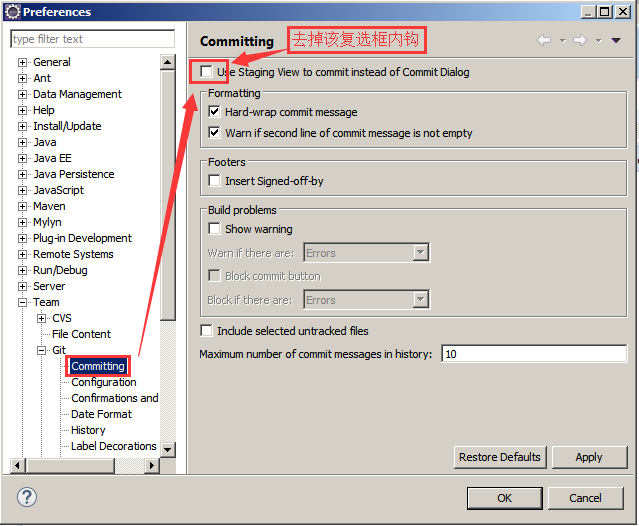 Preferences
type filter text
General
Ant
Data Management
Help
Install/Update
Java
Java EE
Java Persistence
JavaScript
Maven
Mylyn
Plug-in Development
Remote Systems
Run/Debug
Server
Team
CVS
File Content
Git
Committing
Configuration
Confirmations and
Date Format
History
Label Decorations
Committing
去掉该复选框内钩
Use Staging View to commit instead of Commit Dialog
Formatting
Hard-wrap commit message
Warn if second line of commit message is not empty
Footers
Insert Signed-off-by
Build problems
Show warning
Warn if there are: Errors
Block commit button
Block if there are: Errors
Include selected untracked files
Maximum number of commit messages in history: 10
Restore Defaults Apply
? OK Cancel